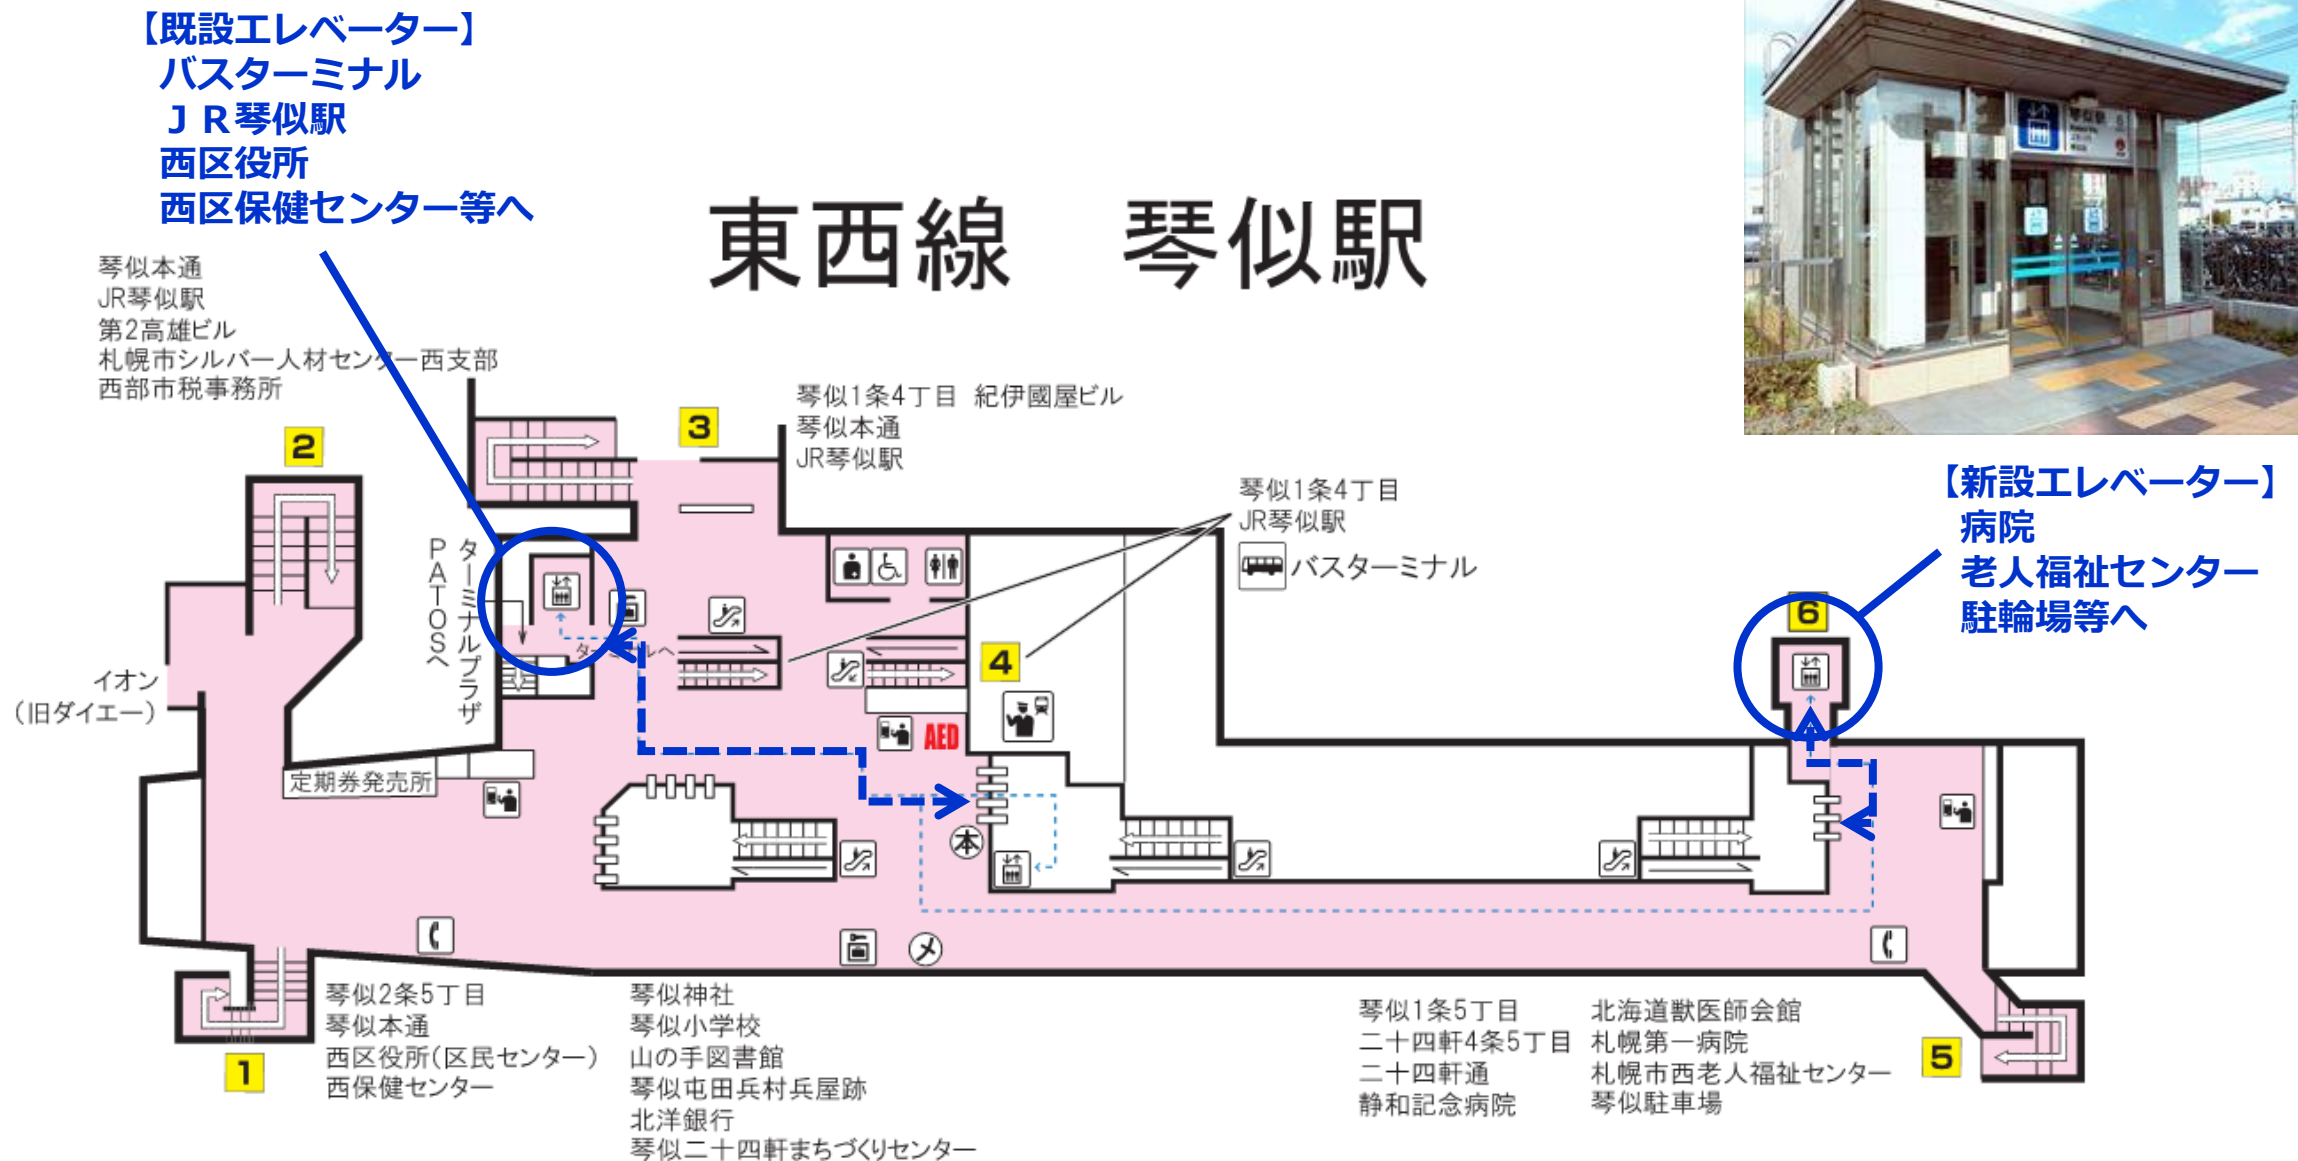 【既設エレベーター】
バスターミナル
ＪＲ琴似駅
西区役所
西区保健センター等へ
東西線　琴似駅
琴似本通
JR琴似駅
第2高雄ビル
札幌市シルバー人材センター西支部
西部市税事務所
2
3
琴似1条4丁目 紀伊國屋ビル
琴似本通
JR琴似駅
琴似1条4丁目
JR琴似駅
バスターミナル
【新設エレベーター】
病院
老人福祉センター
駐輪場等へ
6
ターミナルプラザ
PATOSへ
ターミナルへ
4
イオン
（旧ダイエー）
AED
定期券発売所
本
メ
1
琴似2条5丁目
琴似本通
西区役所(区民センター)
西保健センター
琴似神社
琴似小学校
山の手図書館
琴似屯田兵村兵屋跡
北洋銀行
琴似二十四軒まちづくりセンター
琴似1条5丁目
二十四軒4条5丁目
二十四軒通
静和記念病院
北海道獣医師会館
札幌第一病院
札幌市西老人福祉センター
琴似駐車場
5
琴似駅
6